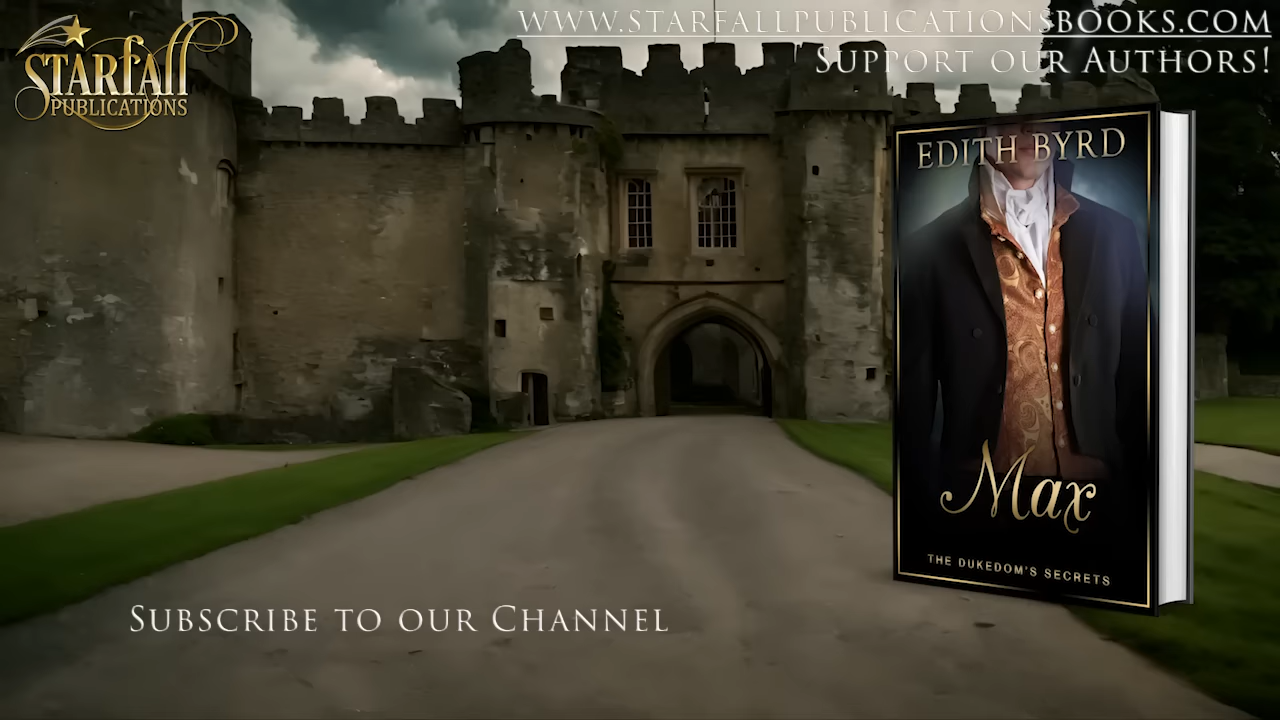 STARfall
PUBLICATIONS
www.starfallpublicationsbooks.com
Support our Authors!
EDITH BYRD
Max
THE DUKEDOM'S SECRETS
Subscribe to our Channel